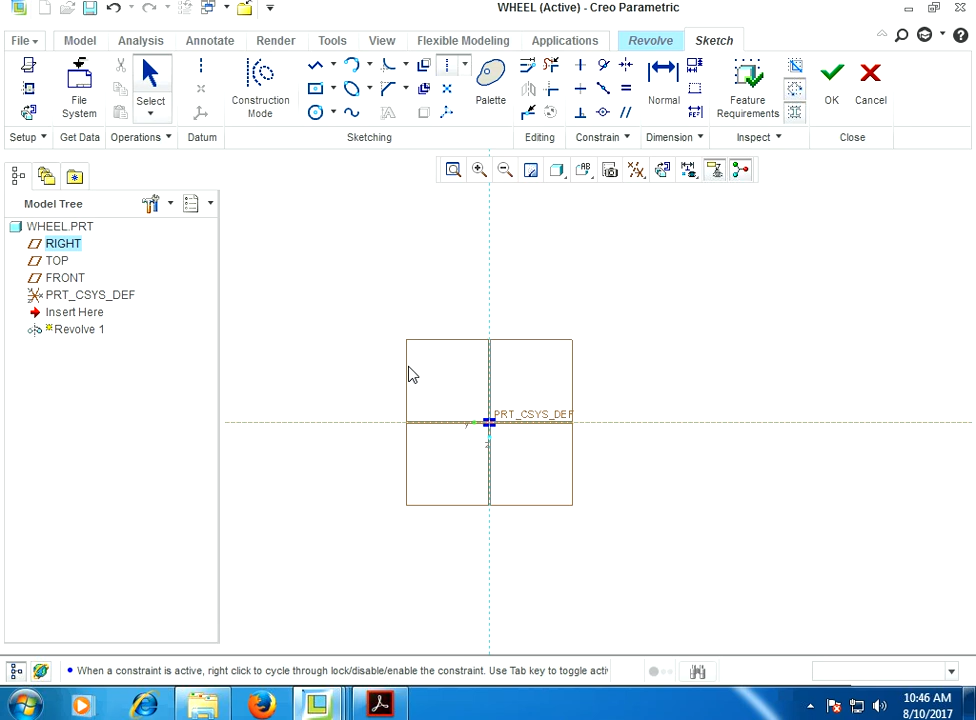 WHEEL (Active) - Creo Parametric
File Model Analysis Annotate Render Tools View Flexible Modeling Applications Revolve Sketch
File System Select Construction Mode Palette Normal Feature Requirements OK Cancel
Setup Get Data Operations Datum Sketching Editing Constrain Dimension Inspect Close
Model Tree
WHEEL.PRT
RIGHT
TOP
FRONT
PRT_CSYS_DEF
Insert Here
Revolve 1
PRT_CSYS_DEF
y
z
When a constraint is active, right click to cycle through lock/disable/enable the constraint. Use Tab key to toggle acti
10:46 AM
8/10/2017